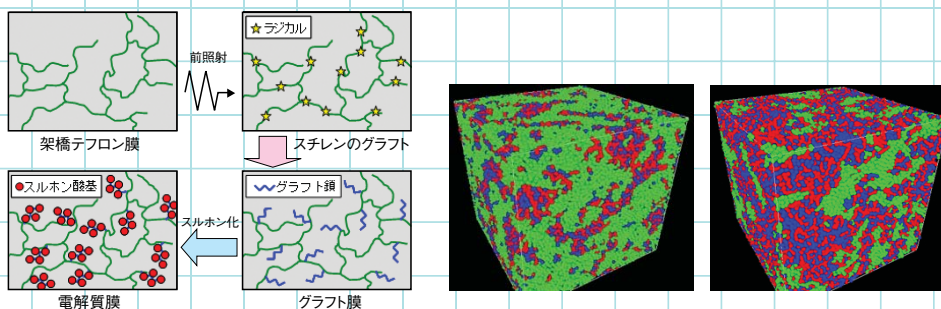 ラジカル
前照射
架橋テフロン膜
スチレンのグラフト
スルホン酸基
グラフト鎖
スルホン化
電解質膜
グラフト膜